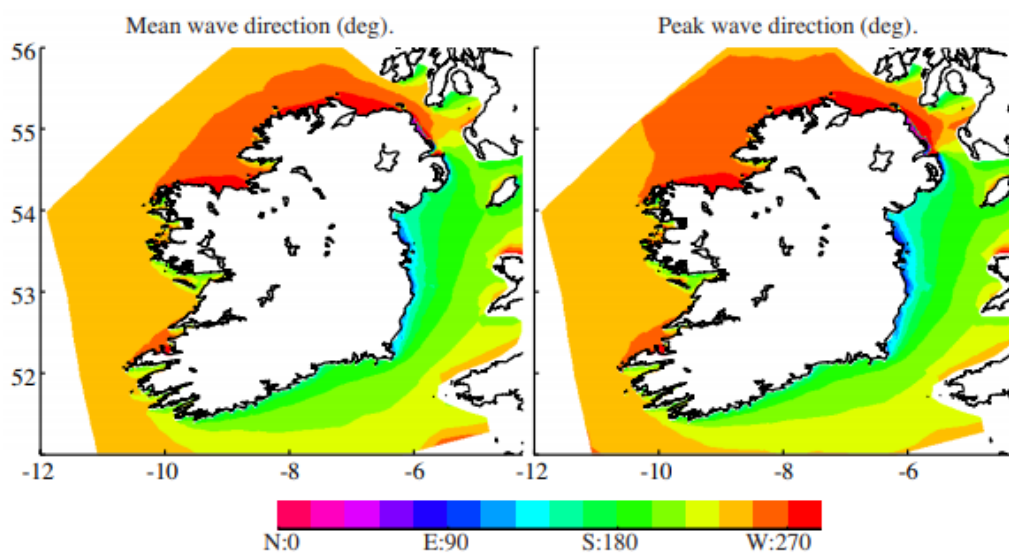 Mean wave direction (deg). Peak wave direction (deg).
56
55
54
53
52
-12 -10 -8 -6 -12 -10 -8 -6
N:0 E:90 S:180 W:270